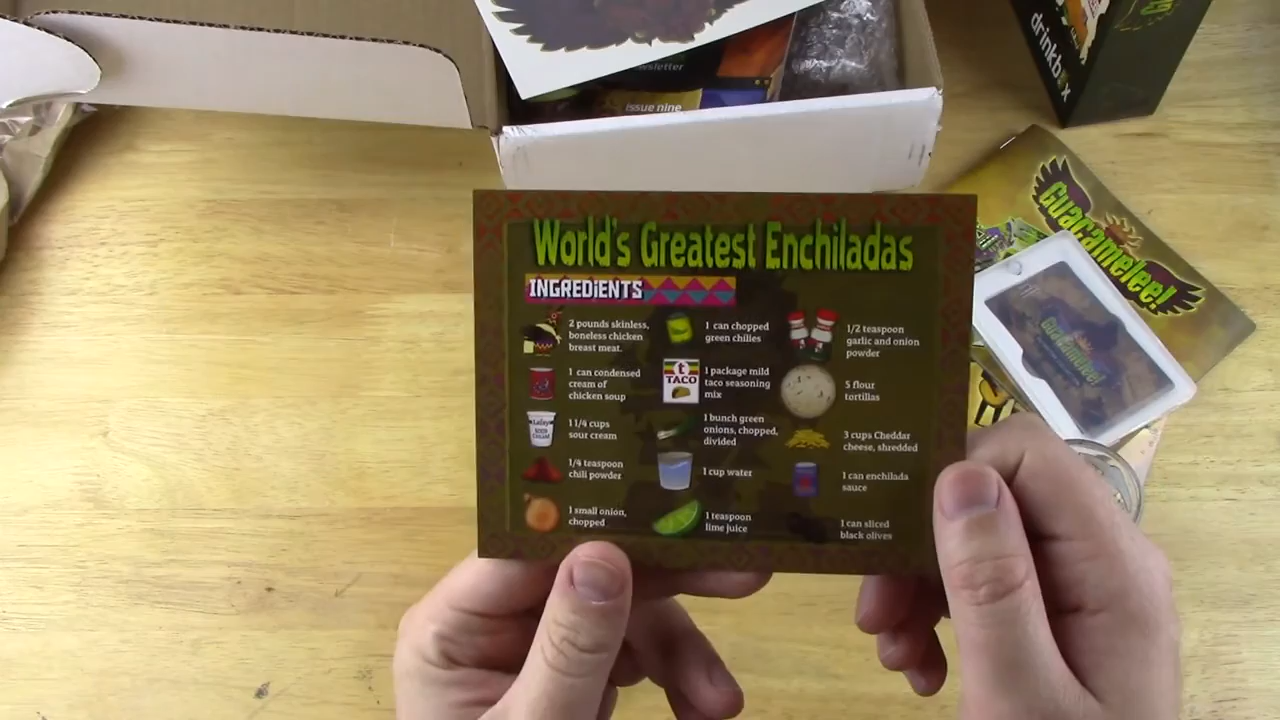 newsletter
issue nine
drinkbox
Guacamelee!
Guacamelee!
World's Greatest Enchiladas
INGREDiENTS
2 pounds skinless,
boneless chicken
breast meat.
1 can condensed
cream of
chicken soup
1 1/4 cups
sour cream
1/4 teaspoon
chili powder
1 small onion,
chopped
1 can chopped
green chilies
t
TACO
1 package mild
taco seasoning
mix
1 bunch green
onions, chopped,
divided
1 cup water
1 teaspoon
lime juice
1/2 teaspoon
garlic and onion
powder
5 flour
tortillas
3 cups Cheddar
cheese, shredded
1 can enchilada
sauce
1 can sliced
black olives